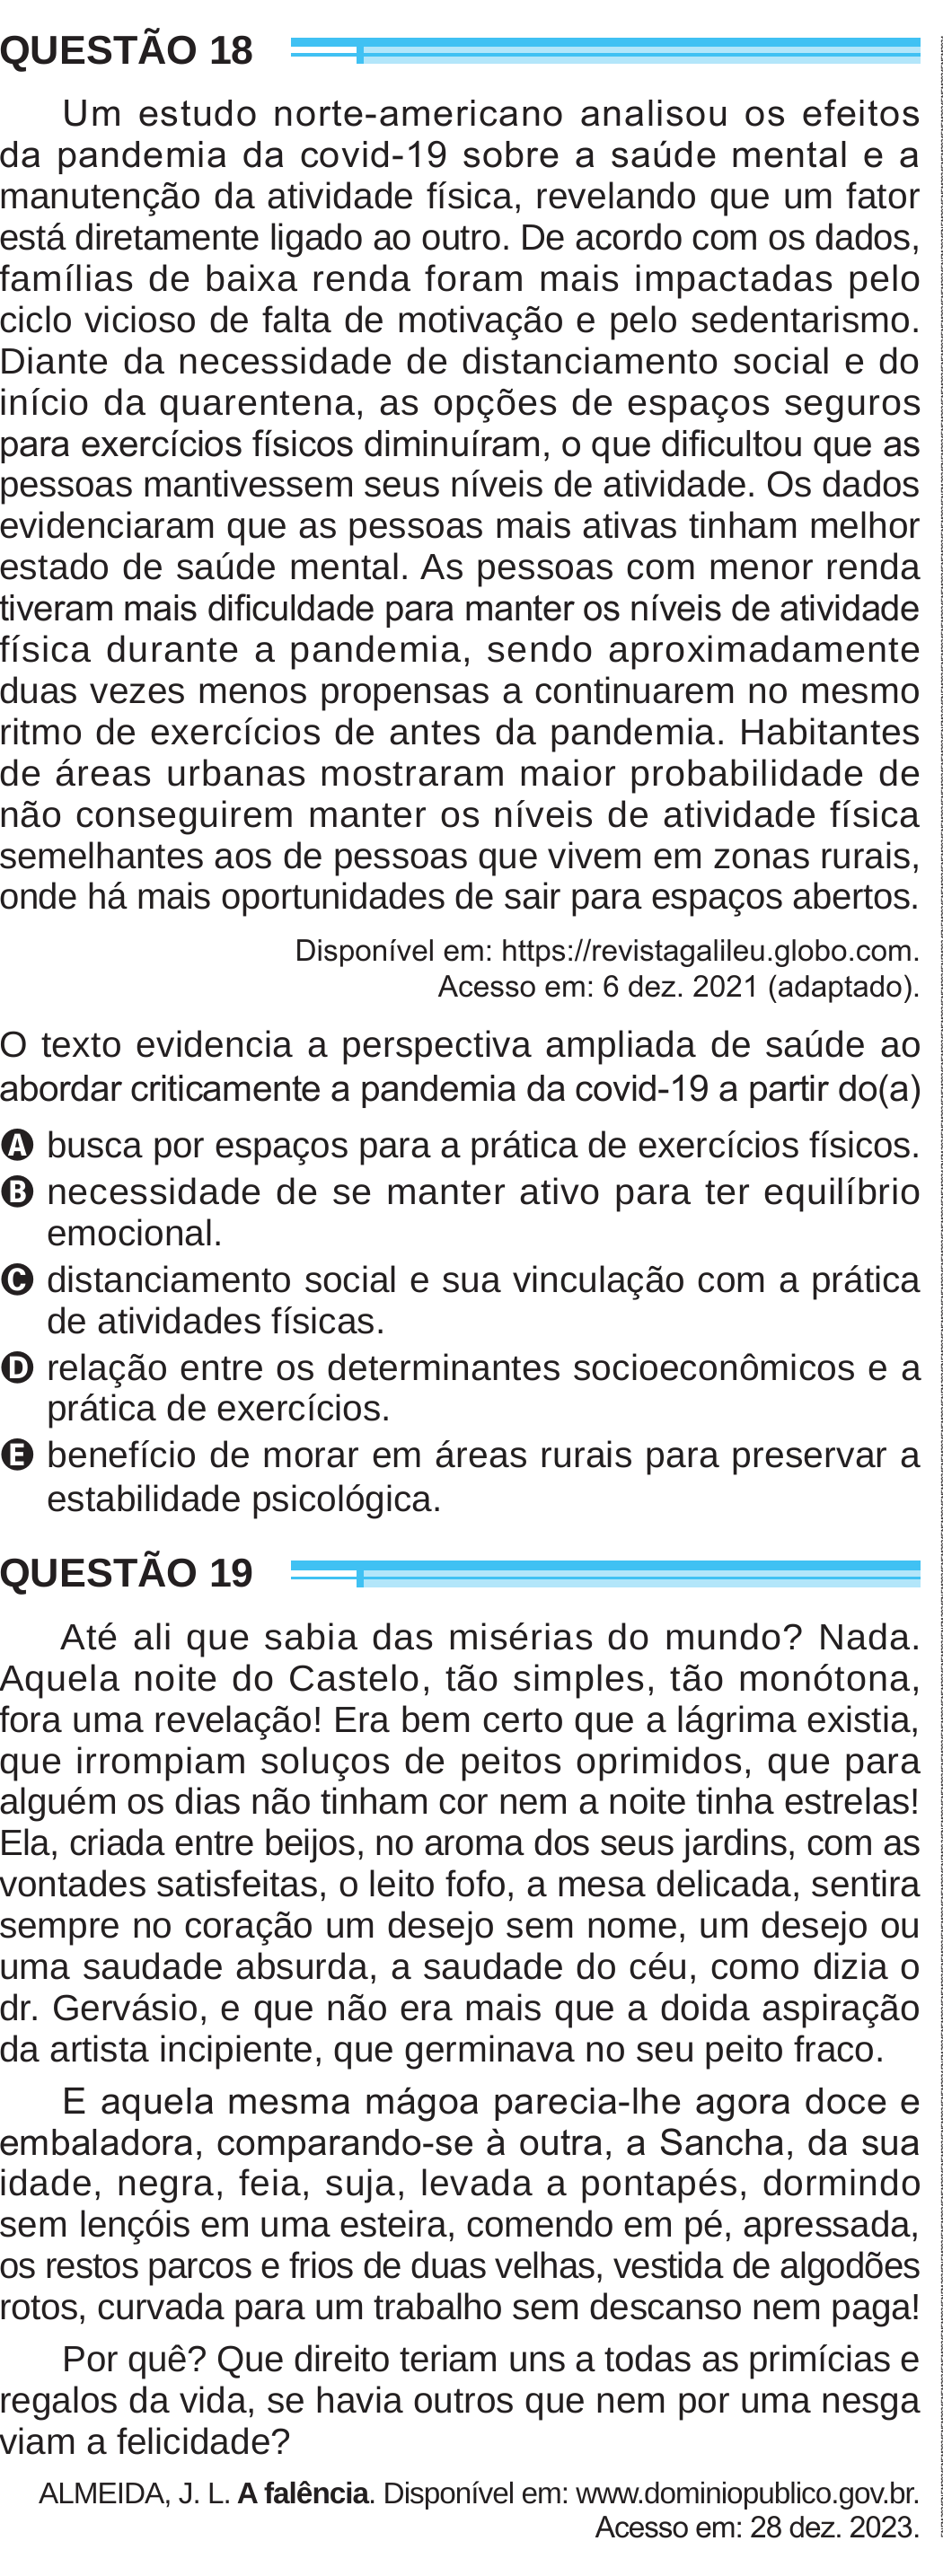 QUESTÃO 18
Um estudo norte-americano analisou os efeitos
da pandemia da covid-19 sobre a saúde mental e a
manutenção da atividade física, revelando que um fator
está diretamente ligado ao outro. De acordo com os dados,
famílias de baixa renda foram mais impactadas pelo
ciclo vicioso de falta de motivação e pelo sedentarismo.
Diante da necessidade de distanciamento social e do
início da quarentena, as opções de espaços seguros
para exercícios físicos diminuíram, o que dificultou que as
pessoas mantivessem seus níveis de atividade. Os dados
evidenciaram que as pessoas mais ativas tinham melhor
estado de saúde mental. As pessoas com menor renda
tiveram mais dificuldade para manter os níveis de atividade
física durante a pandemia, sendo aproximadamente
duas vezes menos propensas a continuarem no mesmo
ritmo de exercícios de antes da pandemia. Habitantes
de áreas urbanas mostraram maior probabilidade de
não conseguirem manter os níveis de atividade física
semelhantes aos de pessoas que vivem em zonas rurais,
onde há mais oportunidades de sair para espaços abertos.
Disponível em: https://revistagalileu.globo.com.
Acesso em: 6 dez. 2021 (adaptado).
O texto evidencia a perspectiva ampliada de saúde ao
abordar criticamente a pandemia da covid-19 a partir do(a)
A busca por espaços para a prática de exercícios físicos.
B necessidade de se manter ativo para ter equilíbrio
emocional.
C distanciamento social e sua vinculação com a prática
de atividades físicas.
D relação entre os determinantes socioeconômicos e a
prática de exercícios.
E benefício de morar em áreas rurais para preservar a
estabilidade psicológica.
QUESTÃO 19
Até ali que sabia das misérias do mundo? Nada.
Aquela noite do Castelo, tão simples, tão monótona,
fora uma revelação! Era bem certo que a lágrima existia,
que irrompiam soluços de peitos oprimidos, que para
alguém os dias não tinham cor nem a noite tinha estrelas!
Ela, criada entre beijos, no aroma dos seus jardins, com as
vontades satisfeitas, o leito fofo, a mesa delicada, sentira
sempre no coração um desejo sem nome, um desejo ou
uma saudade absurda, a saudade do céu, como dizia o
dr. Gervásio, e que não era mais que a doida aspiração
da artista incipiente, que germinava no seu peito fraco.
E aquela mesma mágoa parecia-lhe agora doce e
embaladora, comparando-se à outra, a Sancha, da sua
idade, negra, feia, suja, levada a pontapés, dormindo
sem lençóis em uma esteira, comendo em pé, apressada,
os restos parcos e frios de duas velhas, vestida de algodões
rotos, curvada para um trabalho sem descanso nem paga!
Por quê? Que direito teriam uns a todas as primícias e
regalos da vida, se havia outros que nem por uma nesga
viam a felicidade?
ALMEIDA, J. L. A falência. Disponível em: www.dominiopublico.gov.br.
Acesso em: 28 dez. 2023.